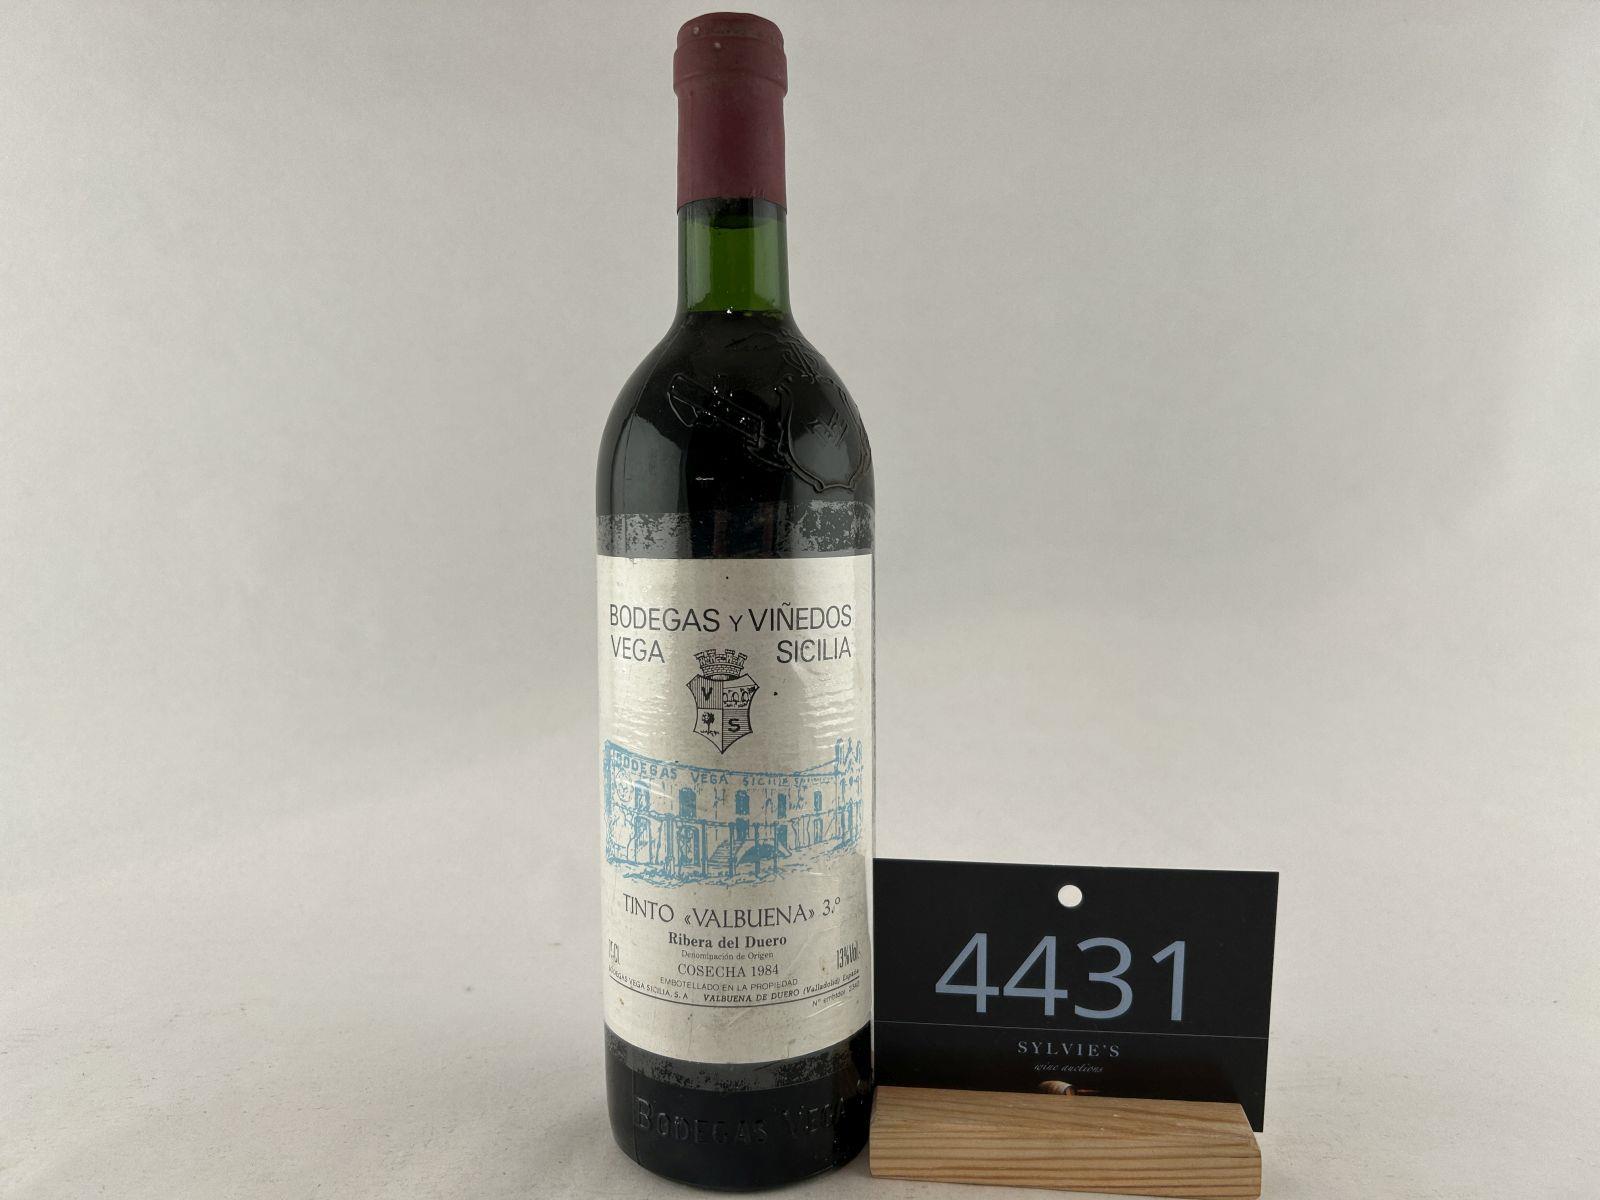 BODEGAS Y VIÑEDOS
VEGA SICILIA
V
S
BODEGAS VEGA SICILIA
TINTO «VALBUENA» 3.º
Ribera del Duero
Denominación de Origen
13%Vol.
COSECHA 1984
EMBOTELLADO EN LA PROPIEDAD
BODEGAS VEGA SICILIA, S. A. VALBUENA DE DUERO (Valladolid) España
BODEGAS VEGA
4431
SYLVIE'S
wine auctions